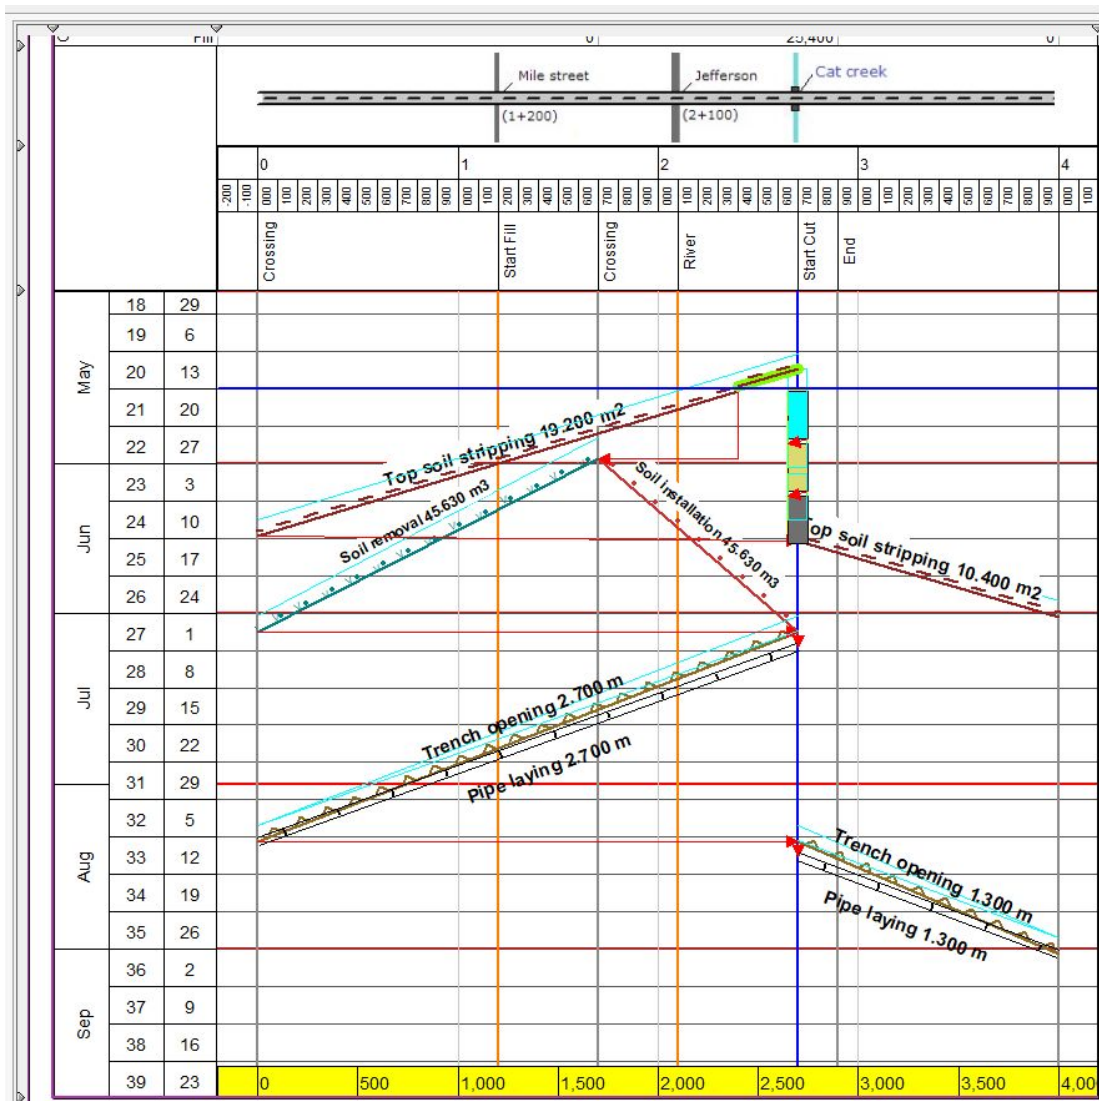 Fill 0 25,400 0
Mile street Jefferson Cat creek
(1+200) (2+100)
0 1 2 3 4
-200 -100 000 100 200 300 400 500 600 700 800 900 000 100 200 300 400 500 600 700 800 900 000 100 200 300 400 500 600 700 800 900 000 100 200 300 400 500 600 700 800 900 000 100
Crossing Start Fill Crossing River Start Cut End
May
18 29
19 6
20 13
21 20
22 27
Jun
23 3
24 10
25 17
26 24
Jul
27 1
28 8
29 15
30 22
31 29
Aug
32 5
33 12
34 19
35 26
Sep
36 2
37 9
38 16
39 23
Top soil stripping 19.200 m2
Soil removal 45.630 m3
Soil installation 45.630 m3
Top soil stripping 10.400 m2
Trench opening 2.700 m
Pipe laying 2.700 m
Trench opening 1.300 m
Pipe laying 1.300 m
0 500 1,000 1,500 2,000 2,500 3,000 3,500 4,00